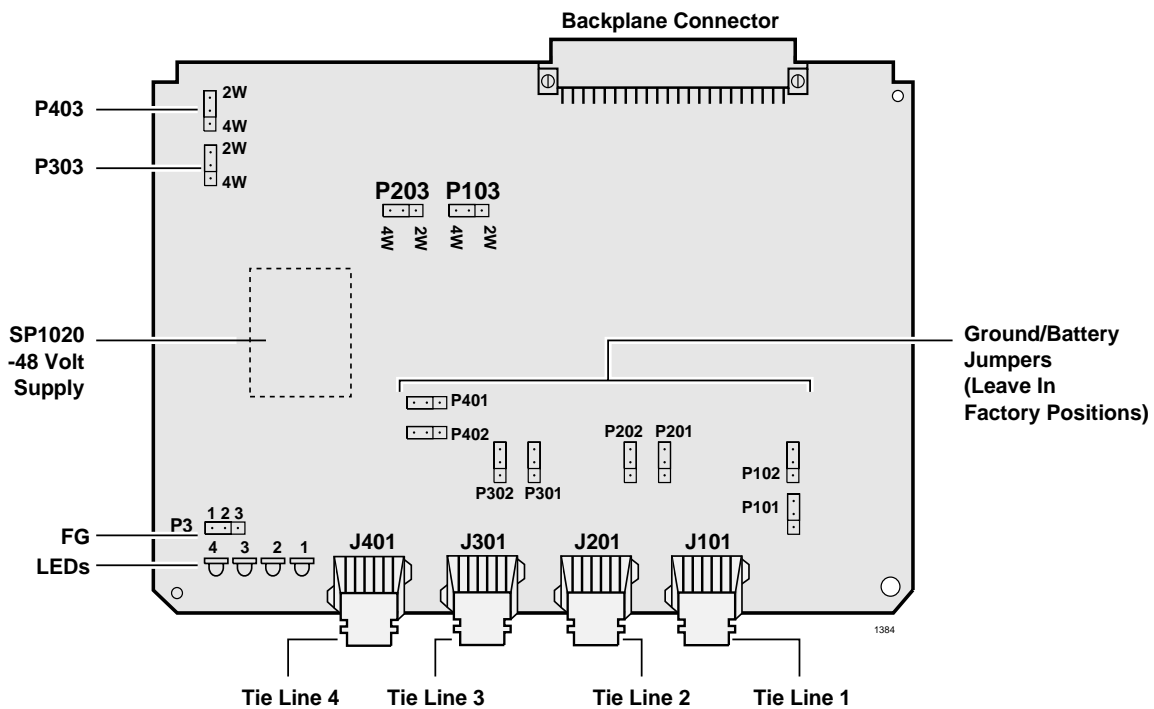 Backplane Connector
P403
2W
4W
P303
2W
4W
P203 P103
4W 2W 4W 2W
SP1020
-48 Volt
Supply
Ground/Battery
Jumpers
(Leave In
Factory Positions)
P401
P402
P202 P201
P302 P301
P102
P101
1 2 3
P3
FG
LEDs
4 3 2 1
J401 J301 J201 J101
1384
Tie Line 4 Tie Line 3 Tie Line 2 Tie Line 1